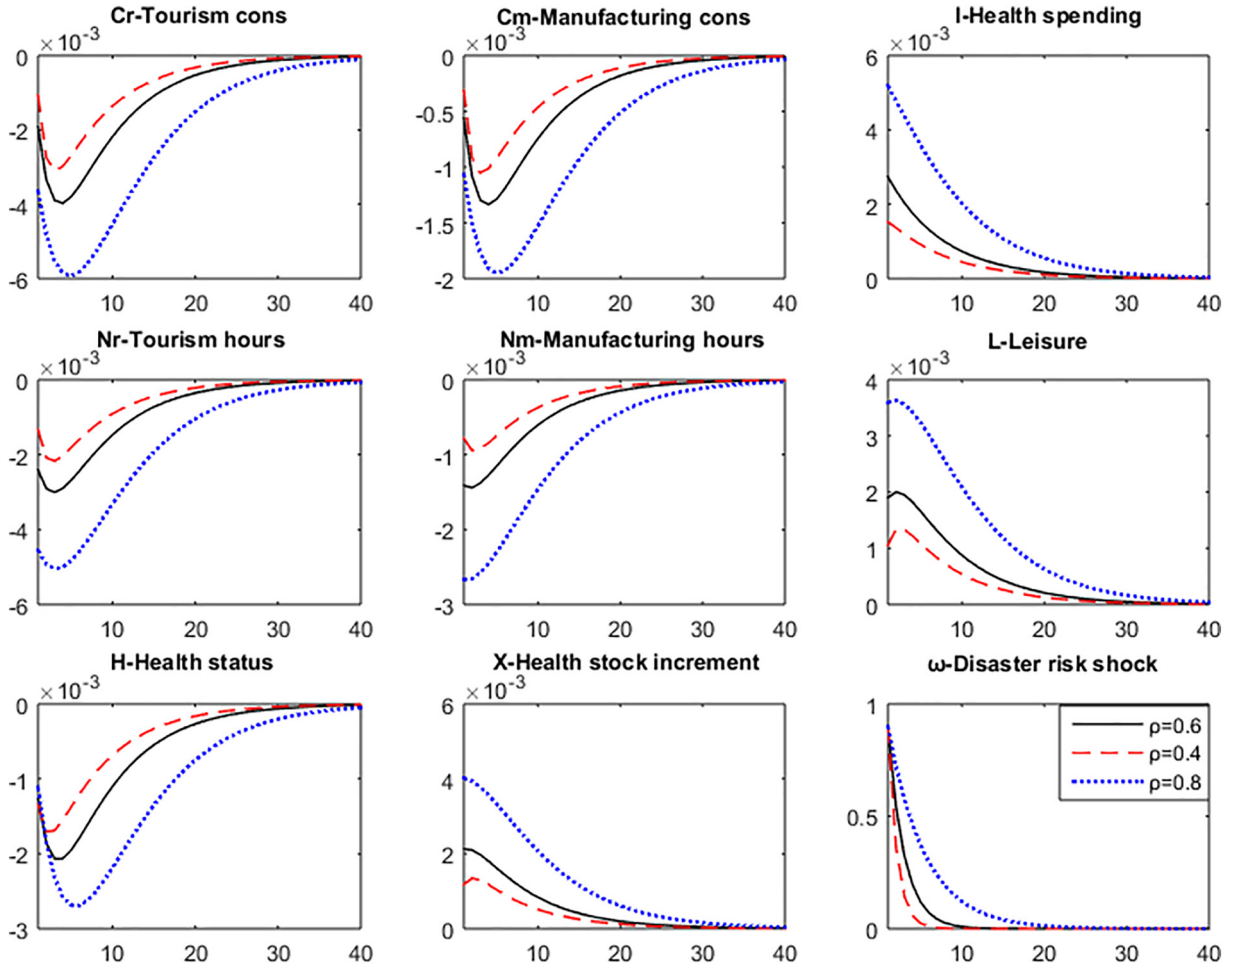 Cr-Tourism cons
×10⁻³
0
-2
-4
-6
10 20 30 40
Cm-Manufacturing cons
×10⁻³
0
-0.5
-1
-1.5
-2
10 20 30 40
I-Health spending
×10⁻³
6
4
2
0
10 20 30 40
Nr-Tourism hours
×10⁻³
0
-2
-4
-6
10 20 30 40
Nm-Manufacturing hours
×10⁻³
0
-1
-2
-3
10 20 30 40
L-Leisure
×10⁻³
4
3
2
1
0
10 20 30 40
H-Health status
×10⁻³
0
-1
-2
-3
10 20 30 40
X-Health stock increment
×10⁻³
6
4
2
0
10 20 30 40
ω-Disaster risk shock
1
0.5
0
ρ=0.6
ρ=0.4
ρ=0.8
10 20 30 40